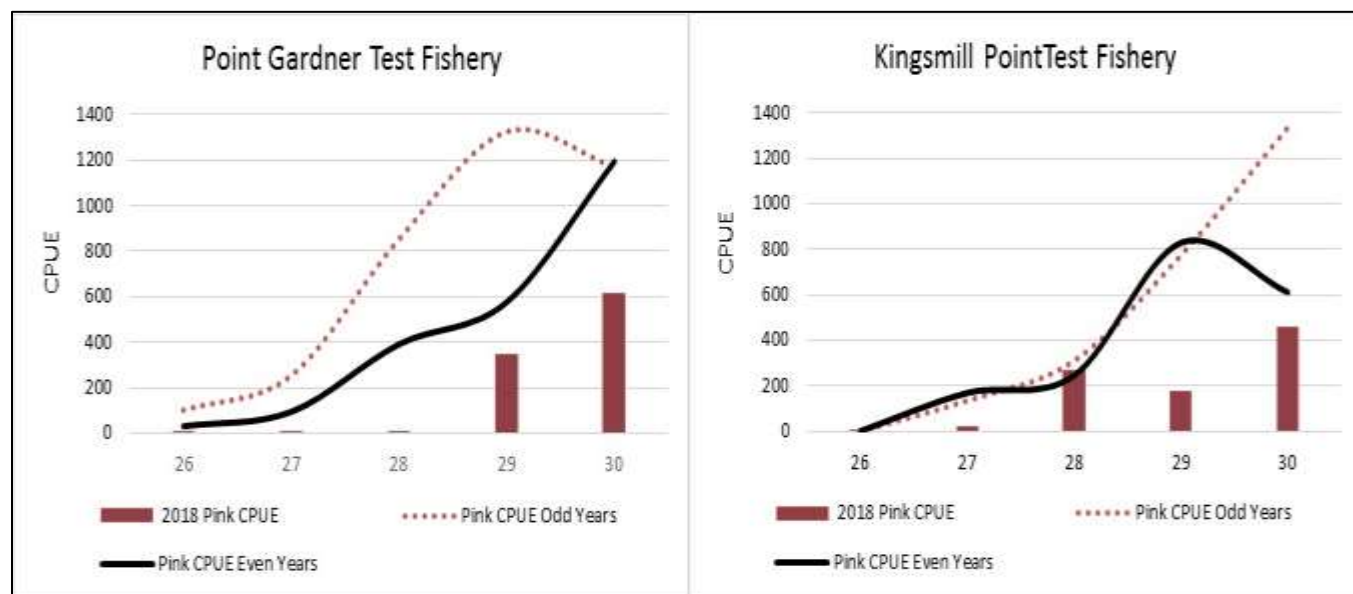 Point Gardner Test Fishery
CPUE
1400
1200
1000
800
600
400
200
0
26 27 28 29 30
2018 Pink CPUE Pink CPUE Odd Years
Pink CPUE Even Years
Kingsmill PointTest Fishery
CPUE
1400
1200
1000
800
600
400
200
0
26 27 28 29 30
2018 Pink CPUE Pink CPUE Odd Years
Pink CPUE Even Years